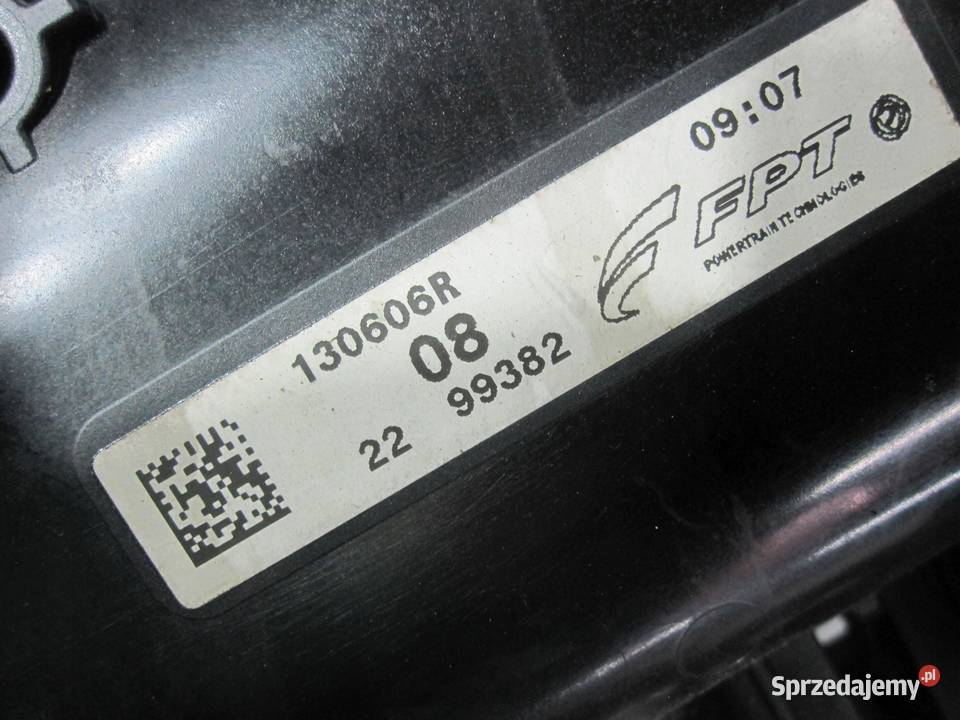 09:07
FPT
POWERTRAIN TECHNOLOGIES
130606R
08
22 99382
Sprzedajemy.pl